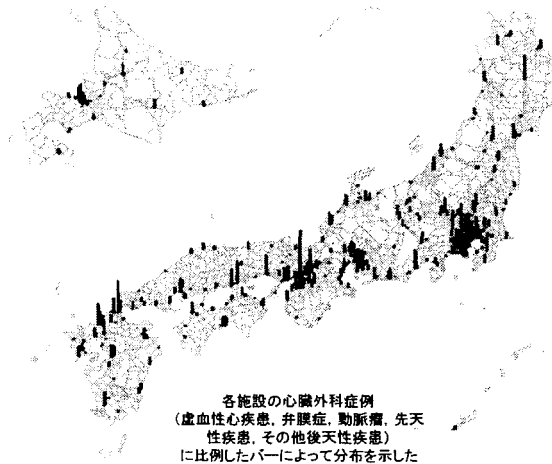 各施設の心臓外科症例
(虚血性心疾患, 弁膜症, 動脈瘤, 先天
性疾患, その他後天性疾患)
に比例したバーによって分布を示した